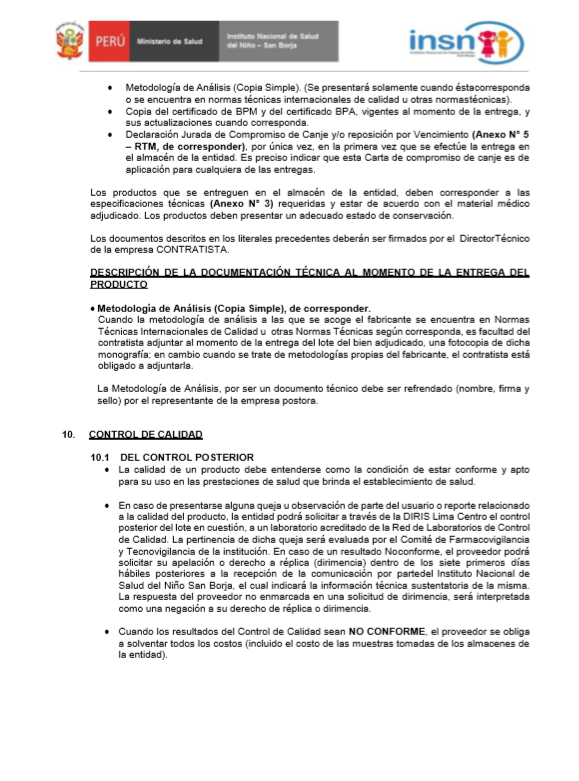 PERÚ
Ministerio de Salud
Instituto Nacional de Salud
del Niño – San Borja
insn
• Metodología de Análisis (Copia Simple). (Se presentará solamente cuando éstacorresponda
o se encuentra en normas técnicas internacionales de calidad u otras normastécnicas).
• Copia del certificado de BPM y del certificado BPA, vigentes al momento de la entrega, y
sus actualizaciones cuando corresponda.
• Declaración Jurada de Compromiso de Canje y/o reposición por Vencimiento (Anexo N° 5
– RTM, de corresponder), por única vez, en la primera vez que se efectúe la entrega en
el almacén de la entidad. Es preciso indicar que esta Carta de compromiso de canje es de
aplicación para cualquiera de las entregas.
Los productos que se entreguen en el almacén de la entidad, deben corresponder a las
especificaciones técnicas (Anexo N° 3) requeridas y estar de acuerdo con el material médico
adjudicado. Los productos deben presentar un adecuado estado de conservación.
Los documentos descritos en los literales precedentes deberán ser firmados por el DirectorTécnico
de la empresa CONTRATISTA.
DESCRIPCIÓN DE LA DOCUMENTACIÓN TÉCNICA AL MOMENTO DE LA ENTREGA DEL
PRODUCTO
• Metodología de Análisis (Copia Simple), de corresponder.
Cuando la metodología de análisis a las que se acoge el fabricante se encuentra en Normas
Técnicas Internacionales de Calidad u otras Normas Técnicas según corresponda, es facultad del
contratista adjuntar al momento de la entrega del lote del bien adjudicado, una fotocopia de dicha
monografía; en cambio cuando se trate de metodologías propias del fabricante, el contratista está
obligado a adjuntarla.
La Metodología de Análisis, por ser un documento técnico debe ser refrendado (nombre, firma y
sello) por el representante de la empresa postora.
10. CONTROL DE CALIDAD
10.1 DEL CONTROL POSTERIOR
• La calidad de un producto debe entenderse como la condición de estar conforme y apto
para su uso en las prestaciones de salud que brinda el establecimiento de salud.
• En caso de presentarse alguna queja u observación de parte del usuario o reporte relacionado
a la calidad del producto, la entidad podrá solicitar a través de la DIRIS Lima Centro el control
posterior del lote en cuestión, a un laboratorio acreditado de la Red de Laboratorios de Control
de Calidad. La pertinencia de dicha queja será evaluada por el Comité de Farmacovigilancia
y Tecnovigilancia de la institución. En caso de un resultado Noconforme, el proveedor podrá
solicitar su apelación o derecho a réplica (dirimencia) dentro de los siete primeros días
hábiles posteriores a la recepción de la comunicación por partedel Instituto Nacional de
Salud del Niño San Borja, el cual indicará la información técnica sustentatoria de la misma.
La respuesta del proveedor no enmarcada en una solicitud de dirimencia, será interpretada
como una negación a su derecho de réplica o dirimencia.
• Cuando los resultados del Control de Calidad sean NO CONFORME, el proveedor se obliga
a solventar todos los costos (incluido el costo de las muestras tomadas de los almacenes de
la entidad).